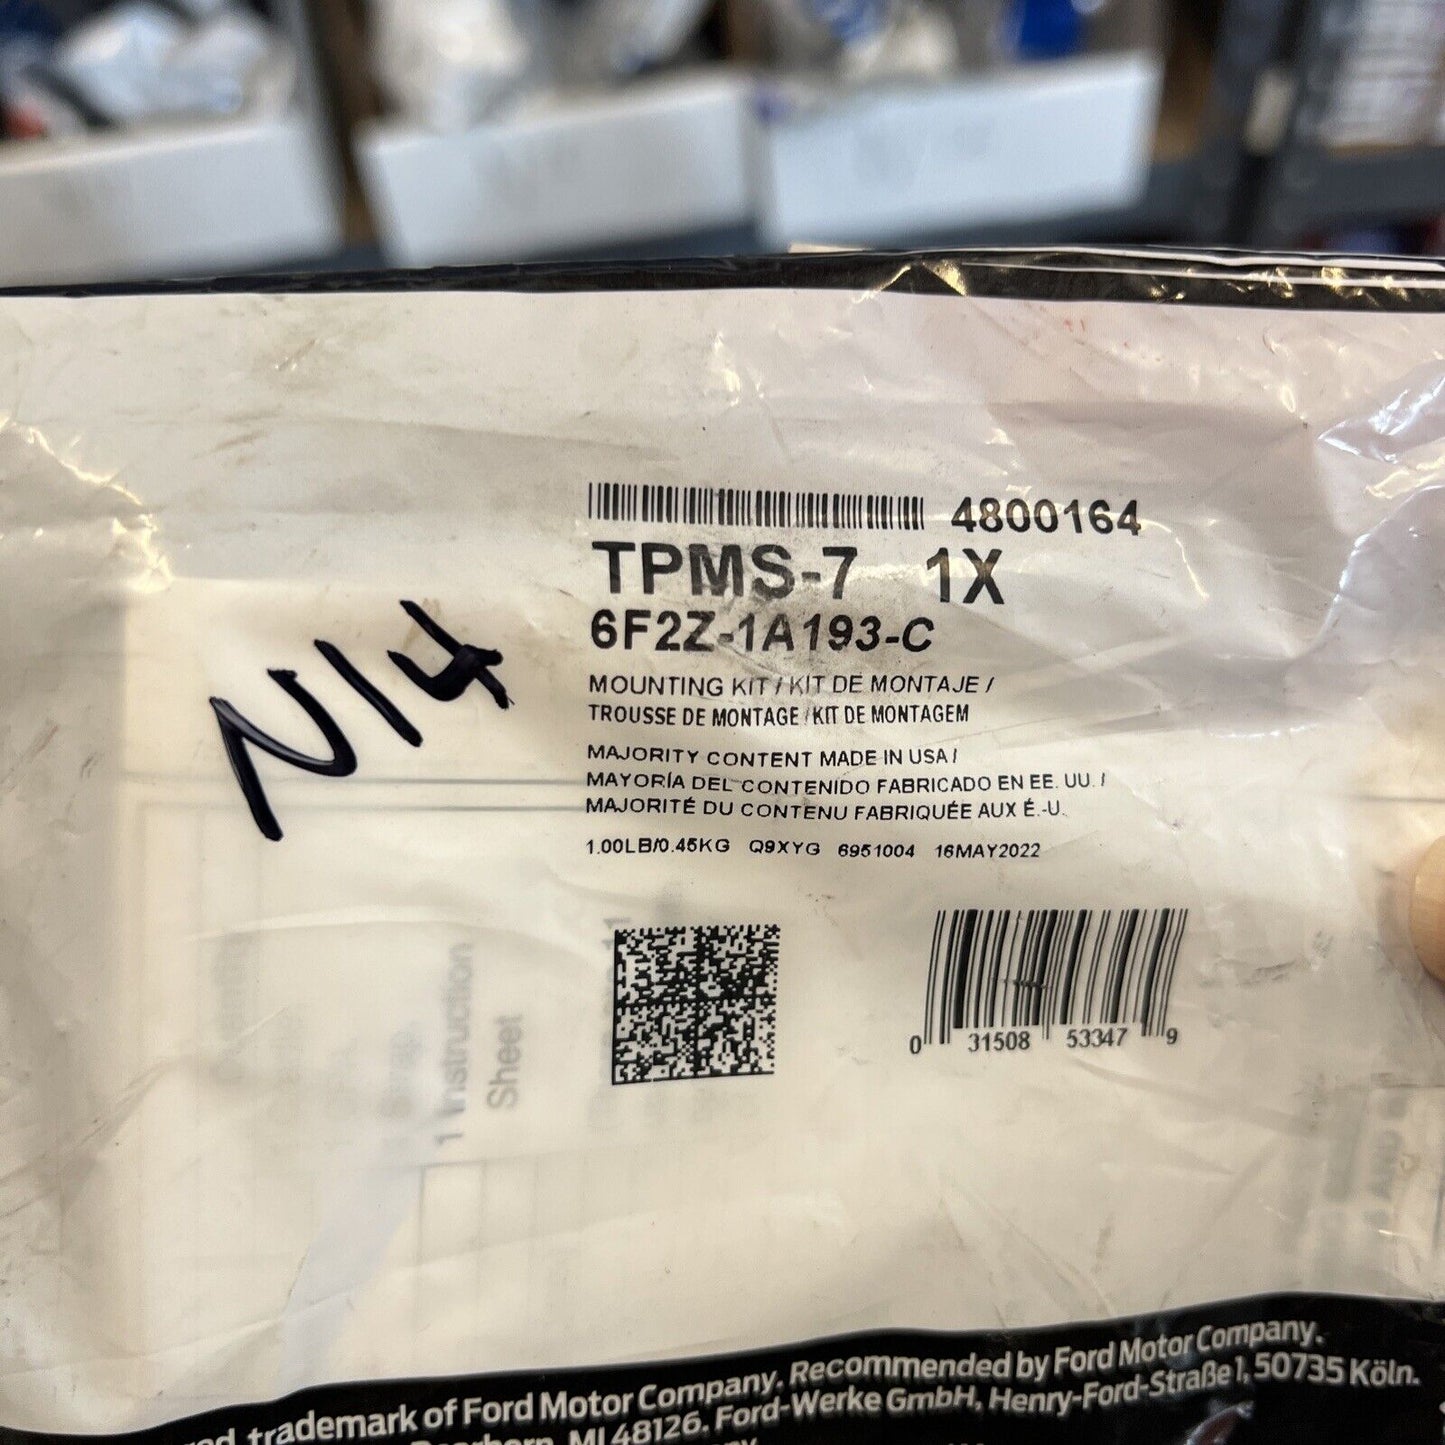 4800164
TPMS-7 1X
6F2Z-1A193-C
N14
MOUNTING KIT / KIT DE MONTAJE /
TROUSSE DE MONTAGE / KIT DE MONTAGEM
MAJORITY CONTENT MADE IN USA /
MAYORÍA DEL CONTENIDO FABRICADO EN EE. UU. /
MAJORITÉ DU CONTENU FABRIQUÉE AUX É.-U.
1.00LB/0.45KG Q9XYG 6951004 16MAY2022
0 31508 53347 9
1 Instruction
Sheet
trademark of Ford Motor Company. Recommended by Ford Motor Company.
MI 48126. Ford-Werke GmbH, Henry-Ford-Straße 1, 50735 Köln.